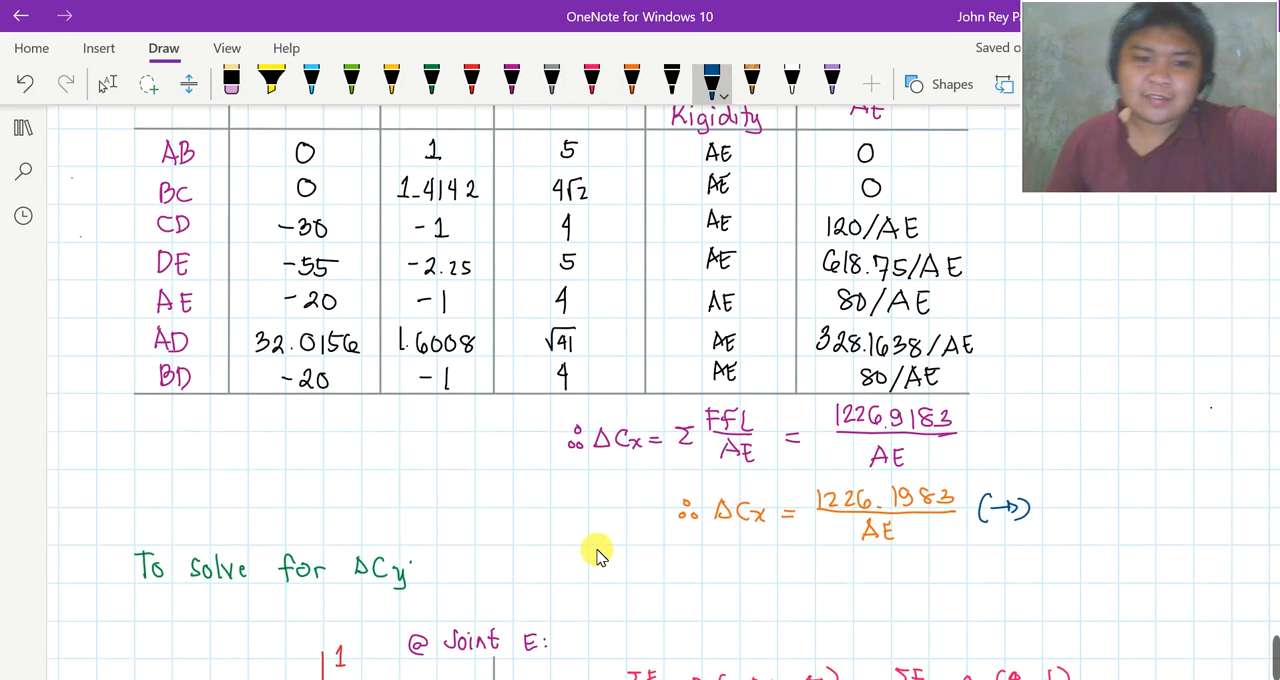 OneNote for Windows 10
John Rey P
Home Insert Draw View Help
Saved o
Shapes
Rigidity AE
AB 0 1 5 AE 0
BC 0 1.4142 4√2 AE 0
CD -30 -1 4 AE 120/AE
DE -55 -2.25 5 AE 618.75/AE
AE -20 -1 4 AE 80/AE
AD 32.0156 1.6008 √41 AE 328.1638/AE
BD -20 -1 4 AE 80/AE
∴ ΔCx = Σ FfL/AE = 1226.9183/AE
∴ ΔCx = 1226.1983/AE (→)
To solve for ΔCy:
@ Joint E:
1